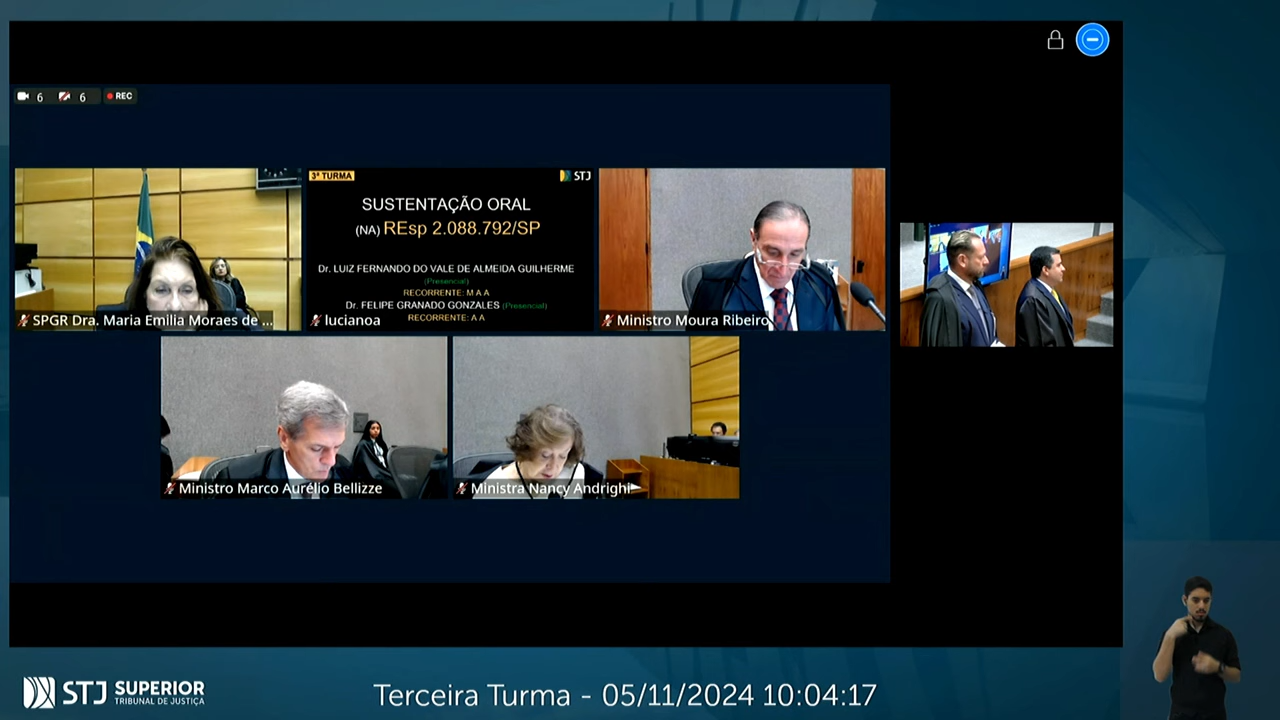 6 6 REC
3ª TURMA
STJ
SUSTENTAÇÃO ORAL
(NA) REsp 2.088.792/SP
Dr. LUIZ FERNANDO DO VALE DE ALMEIDA GUILHERME
(Presencial)
RECORRENTE: M A A
Dr. FELIPE GRANADO GONZALES (Presencial)
RECORRENTE: A A
SPGR Dra. Maria Emilia Moraes de ...
lucianoa
Ministro Moura Ribeiro
Ministro Marco Aurélio Bellizze
Ministra Nancy Andrighi
STJ SUPERIOR
TRIBUNAL DE JUSTIÇA
Terceira Turma - 05/11/2024 10:04:17